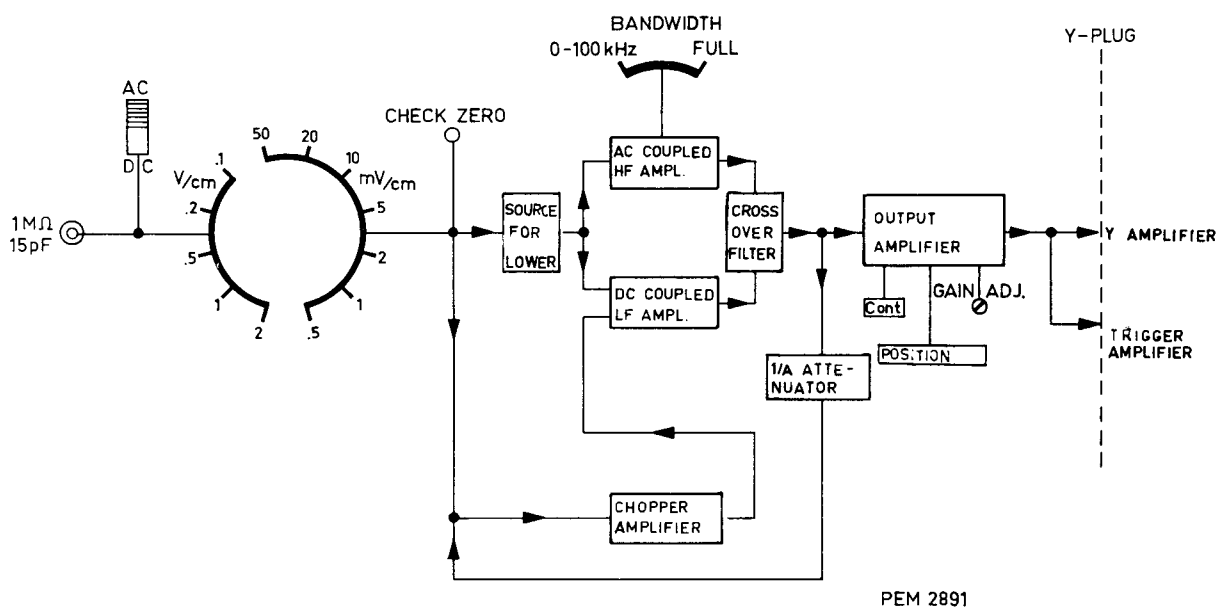 BANDWIDTH
0-100 kHz
FULL
Y-PLUG
AC
DC
CHECK ZERO
50
20
10
mV/cm
5
2
1
.5
V/cm
.1
.2
.5
1
2
1MΩ
15pF
SOURCE
FOR
LOWER
AC COUPLED
HF AMPL.
DC COUPLED
LF AMPL.
CROSS
OVER
FILTER
OUTPUT
AMPLIFIER
GAIN ADJ.
Cont
POSITION
Y AMPLIFIER
TRIGGER
AMPLIFIER
1/A ATTE-
NUATOR
CHOPPER
AMPLIFIER
PEM 2891